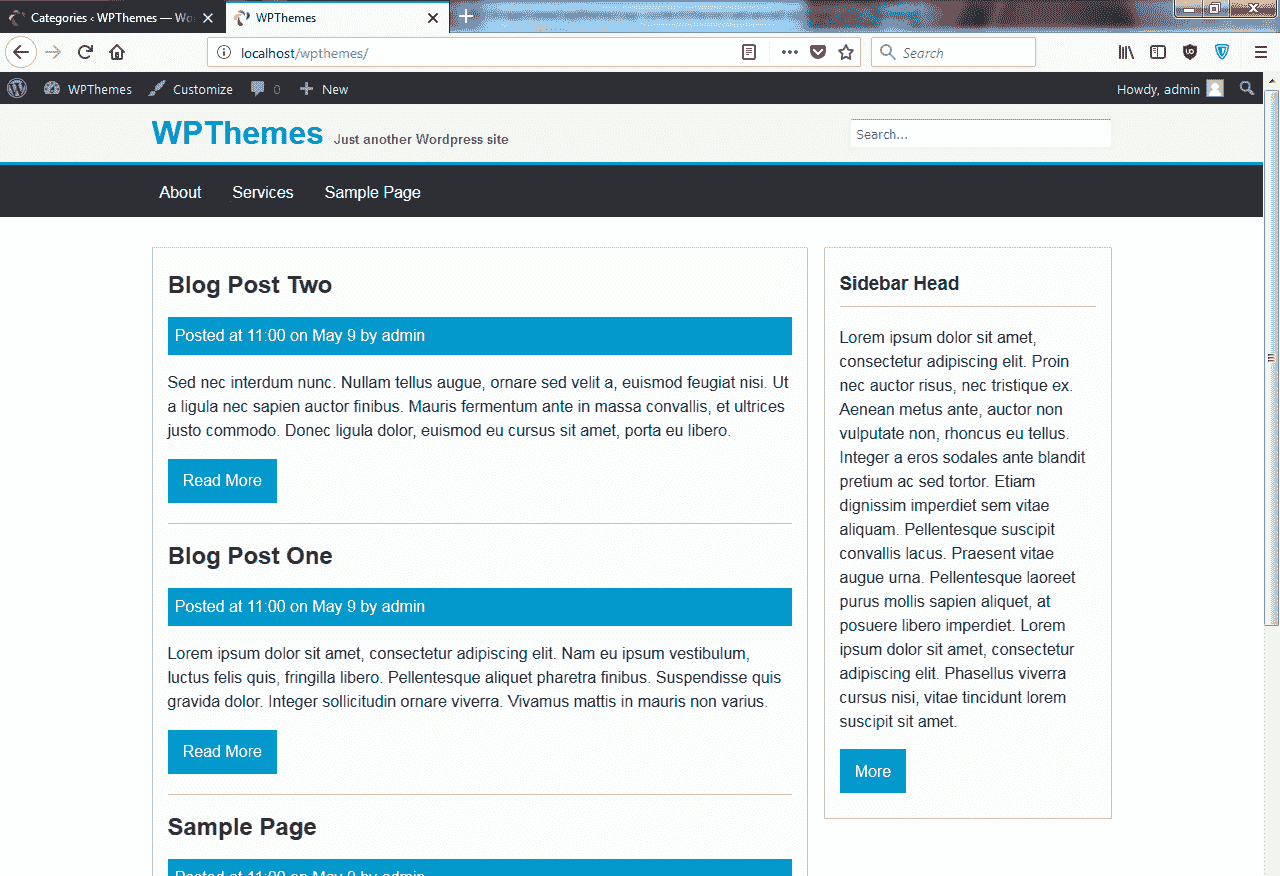 Categories ‹ WPThemes — Wo
WPThemes
localhost/wpthemes/
Search
WPThemes
Customize
0
New
Howdy, admin
WPThemes Just another Wordpress site
Search...
About Services Sample Page
Blog Post Two
Posted at 11:00 on May 9 by admin
Sed nec interdum nunc. Nullam tellus augue, ornare sed velit a, euismod feugiat nisi. Ut
a ligula nec sapien auctor finibus. Mauris fermentum ante in massa convallis, et ultrices
justo commodo. Donec ligula dolor, euismod eu cursus sit amet, porta eu libero.
Read More
Blog Post One
Posted at 11:00 on May 9 by admin
Lorem ipsum dolor sit amet, consectetur adipiscing elit. Nam eu ipsum vestibulum,
luctus felis quis, fringilla libero. Pellentesque aliquet pharetra finibus. Suspendisse quis
gravida dolor. Integer sollicitudin ornare viverra. Vivamus mattis in mauris non varius.
Read More
Sample Page
Posted at 11:00 on May 9 by admin
Sidebar Head
Lorem ipsum dolor sit amet,
consectetur adipiscing elit. Proin
nec auctor risus, nec tristique ex.
Aenean metus ante, auctor non
vulputate non, rhoncus eu tellus.
Integer a eros sodales ante blandit
pretium ac sed tortor. Etiam
dignissim imperdiet sem vitae
aliquam. Pellentesque suscipit
convallis lacus. Praesent vitae
augue urna. Pellentesque laoreet
purus mollis sapien aliquet, at
posuere libero imperdiet. Lorem
ipsum dolor sit amet, consectetur
adipiscing elit. Phasellus viverra
cursus nisi, vitae tincidunt lorem
suscipit sit amet.
More